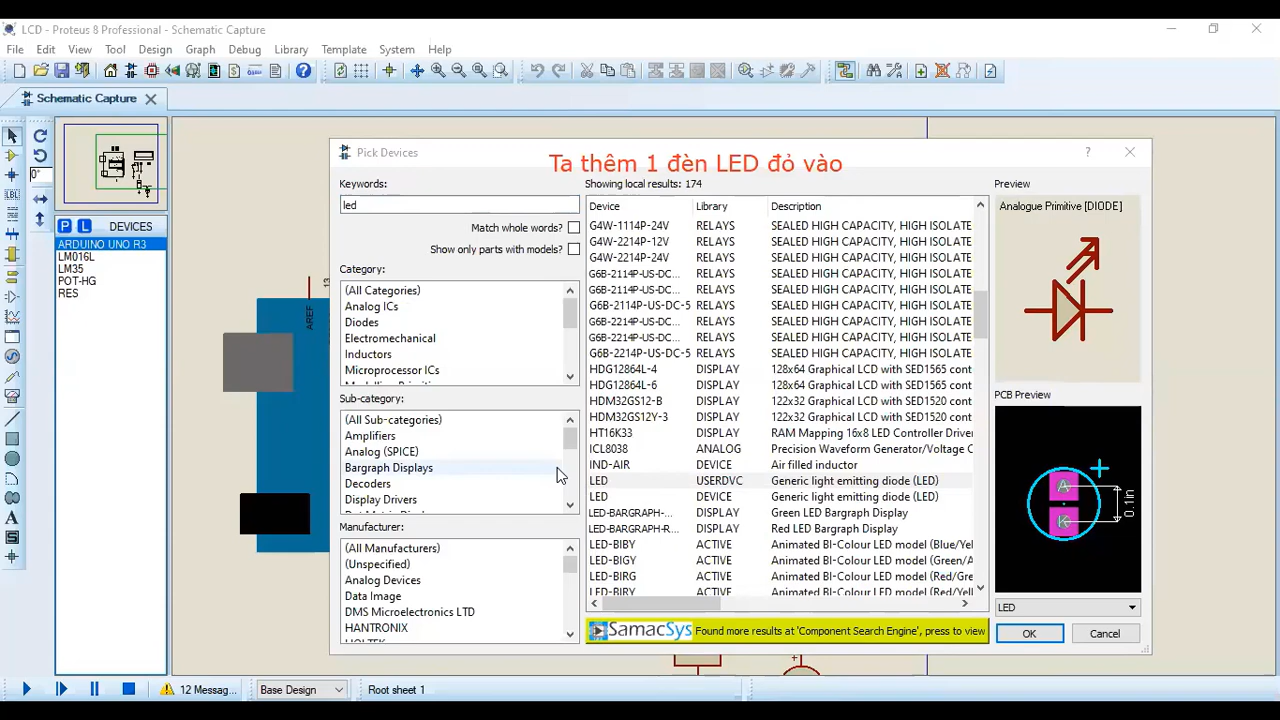 LCD - Proteus 8 Professional - Schematic Capture
File Edit View Tool Design Graph Debug Library Template System Help
Schematic Capture
0°
LBL
P L DEVICES
ARDUINO UNO R3
LM016L
LM35
POT-HG
RES
AREF
13
Pick Devices
Ta thêm 1 đèn LED đỏ vào
Keywords:
led
Match whole words?
Show only parts with models?
Category:
(All Categories)
Analog ICs
Diodes
Electromechanical
Inductors
Microprocessor ICs
Sub-category:
(All Sub-categories)
Amplifiers
Analog (SPICE)
Bargraph Displays
Decoders
Display Drivers
Manufacturer:
(All Manufacturers)
(Unspecified)
Analog Devices
Data Image
DMS Microelectronics LTD
HANTRONIX
Showing local results: 174
Device Library Description
G4W-1114P-24V RELAYS SEALED HIGH CAPACITY, HIGH ISOLATE
G4W-2214P-12V RELAYS SEALED HIGH CAPACITY, HIGH ISOLATE
G4W-2214P-24V RELAYS SEALED HIGH CAPACITY, HIGH ISOLATE
G6B-2114P-US-DC... RELAYS SEALED HIGH CAPACITY, HIGH ISOLATE
G6B-2114P-US-DC... RELAYS SEALED HIGH CAPACITY, HIGH ISOLATE
G6B-2114P-US-DC-5 RELAYS SEALED HIGH CAPACITY, HIGH ISOLATE
G6B-2214P-US-DC... RELAYS SEALED HIGH CAPACITY, HIGH ISOLATE
G6B-2214P-US-DC... RELAYS SEALED HIGH CAPACITY, HIGH ISOLATE
G6B-2214P-US-DC-5 RELAYS SEALED HIGH CAPACITY, HIGH ISOLATE
HDG12864L-4 DISPLAY 128x64 Graphical LCD with SED1565 cont
HDG12864L-6 DISPLAY 128x64 Graphical LCD with SED1565 cont
HDM32GS12-B DISPLAY 122x32 Graphical LCD with SED1520 cont
HDM32GS12Y-3 DISPLAY 122x32 Graphical LCD with SED1520 cont
HT16K33 DISPLAY RAM Mapping 16x8 LED Controller Driver
ICL8038 ANALOG Precision Waveform Generator/Voltage C
IND-AIR DEVICE Air filled inductor
LED USERDVC Generic light emitting diode (LED)
LED DEVICE Generic light emitting diode (LED)
LED-BARGRAPH-... DISPLAY Green LED Bargraph Display
LED-BARGRAPH-R... DISPLAY Red LED Bargraph Display
LED-BIBY ACTIVE Animated BI-Colour LED model (Blue/Yel
LED-BIGY ACTIVE Animated BI-Colour LED model (Green/
LED-BIRG ACTIVE Animated BI-Colour LED model (Red/Gre
LED-BIRY ACTIVE Animated BI-Colour LED model (Red/Yel
SamacSys Found more results at 'Component Search Engine', press to view
Preview
Analogue Primitive [DIODE]
PCB Preview
A
K
0.1in
LED
OK Cancel
12 Messag... Base Design Root sheet 1